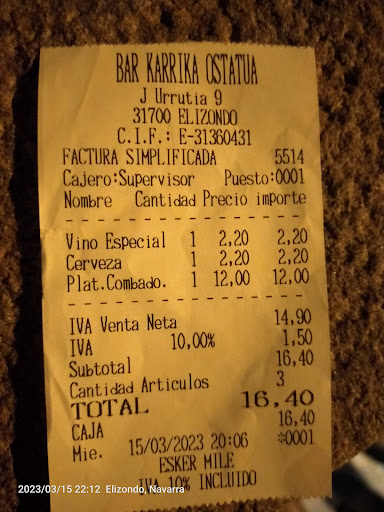 BAR KARRIKA OSTATUA
J Urrutia 9
31700 ELIZONDO
C.I.F.: E-31360431
FACTURA SIMPLIFICADA 5514
Cajero:Supervisor Puesto:0001
Nombre Cantidad Precio importe
Vino Especial 1 2,20 2,20
Cerveza 1 2,20 2,20
Plat.Combado. 1 12,00 12,00
IVA Venta Neta 14,90
IVA 10,00% 1,50
Subtotal 16,40
Cantidad Articulos 3
TOTAL 16,40
CAJA 16,40
Mie. 15/03/2023 20:06 *0001
ESKER MILE
IVA 10% INCLUIDO
2023/03/15 22:12 Elizondo, Navarra